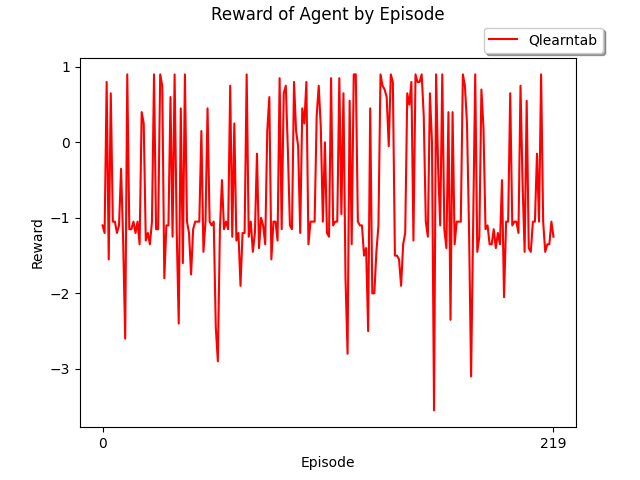 Reward of Agent by Episode
Qlearntab
1
0
−1
−2
−3
Reward
0
219
Episode